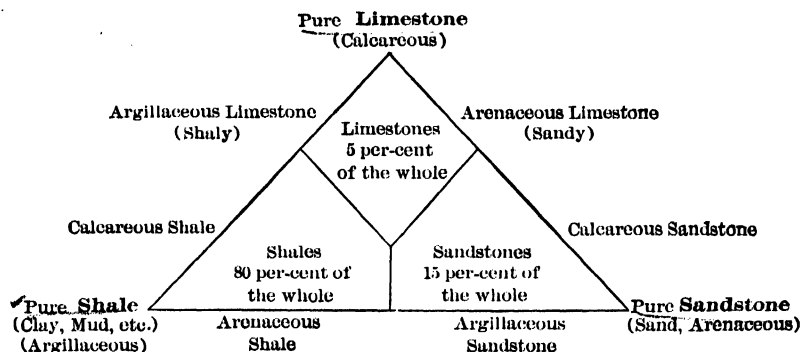 Pure Limestone
(Calcareous)
Argillaceous Limestone
(Shaly)
Arenaceous Limestone
(Sandy)
Limestones
5 per-cent
of the whole
Calcareous Shale
Calcareous Sandstone
Shales
80 per-cent of
the whole
Sandstones
15 per-cent of
the whole
Pure Shale
(Clay, Mud, etc.)
(Argillaceous)
Arenaceous
Shale
Argillaceous
Sandstone
Pure Sandstone
(Sand, Arenaceous)